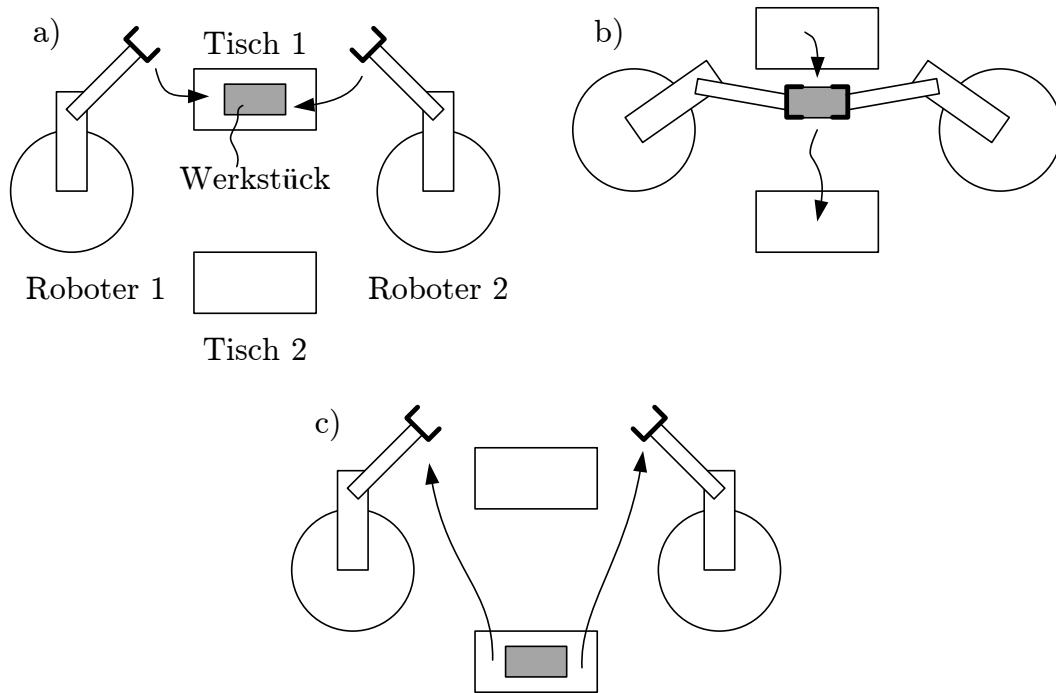 a)
Tisch 1
Werkstück
Roboter 1
Roboter 2
Tisch 2
b)
c)